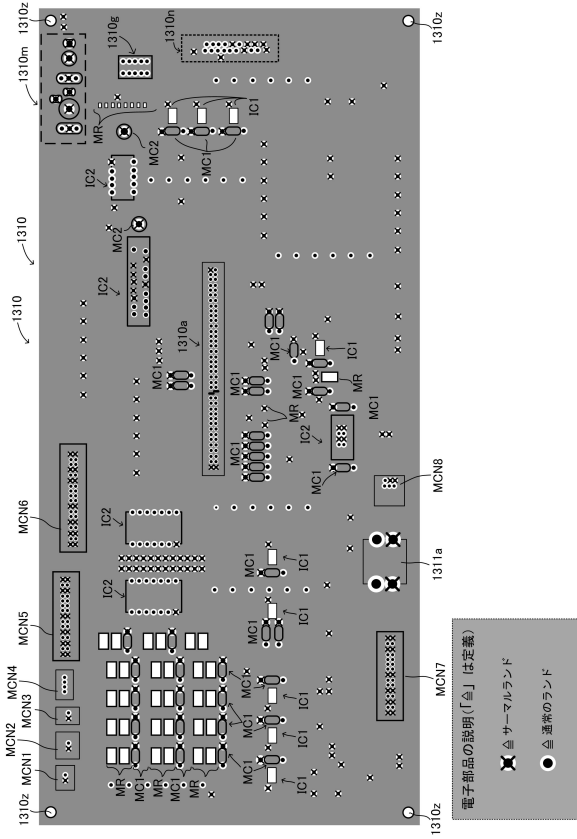 1310z
1310m
1310g
1310n
1310z
1310
1310
MR
IC1
MC2
MC1
IC2
MC2
IC2
1310a
MC1
MC1
IC1
MC1
MR
MC1
MR
MC1
IC2
MC1
MCN6
MCN8
IC2
IC2
MC1
IC1
1311a
MCN5
MC1
IC1
MCN4
MCN3
MCN2
MCN1
MCN7
MC1
IC1
MC1
IC1
MC1
IC1
MR
MC1
MR
MC1
MR
1310z
1310z
電子部品の説明(「≙」は定義)
≙ サーマルランド
≙ 通常のランド